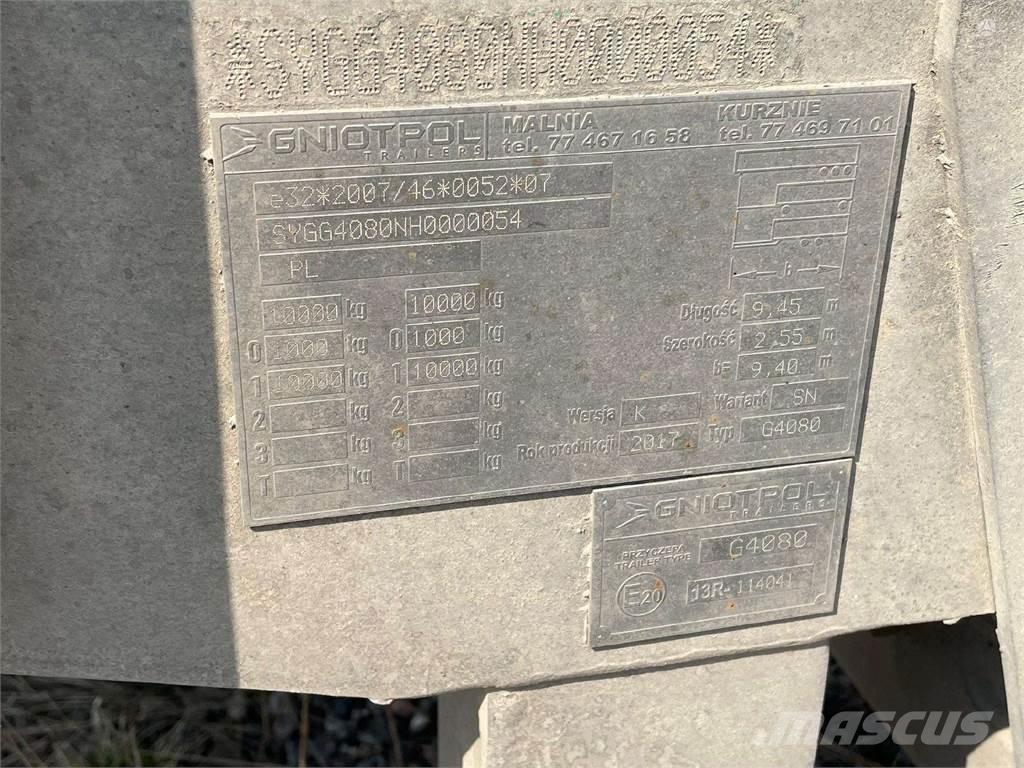 *SYGG4080NH0000054*
GNIOTPOL TRAILERS
MALNIA tel. 77 467 16 58
KURZNIE tel. 77 469 71 01
e32*2007/46*0052*07
SYGG4080NH0000054
PL
10000 kg 10000 kg
0 1000 kg 0 1000 kg
1 10000 kg 1 10000 kg
2 kg 2 kg
3 kg 3 kg
T kg T kg
b
Długość 9,45 m
Szerokość 2,55 m
b= 9,40 m
Wersja K Wariant SN
Rok produkcji 2017 typ G4080
GNIOTPOL
TRAILERS
PRZYCZEPA
TRAILER TYPE G4080
E20 13R-114041
MASCUS